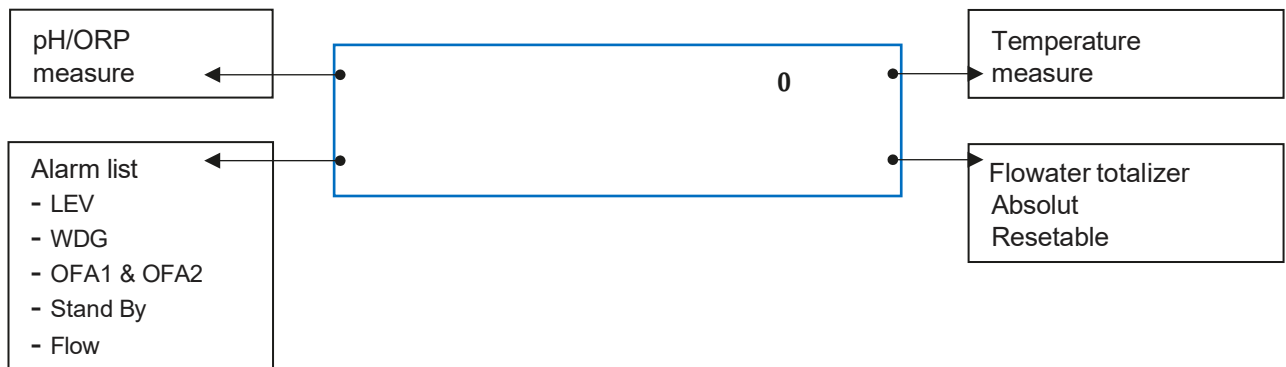 pH/ORP
measure
0
Temperature
measure
Alarm list
- LEV
- WDG
- OFA1 & OFA2
- Stand By
- Flow
Flowater totalizer
Absolut
Resetable